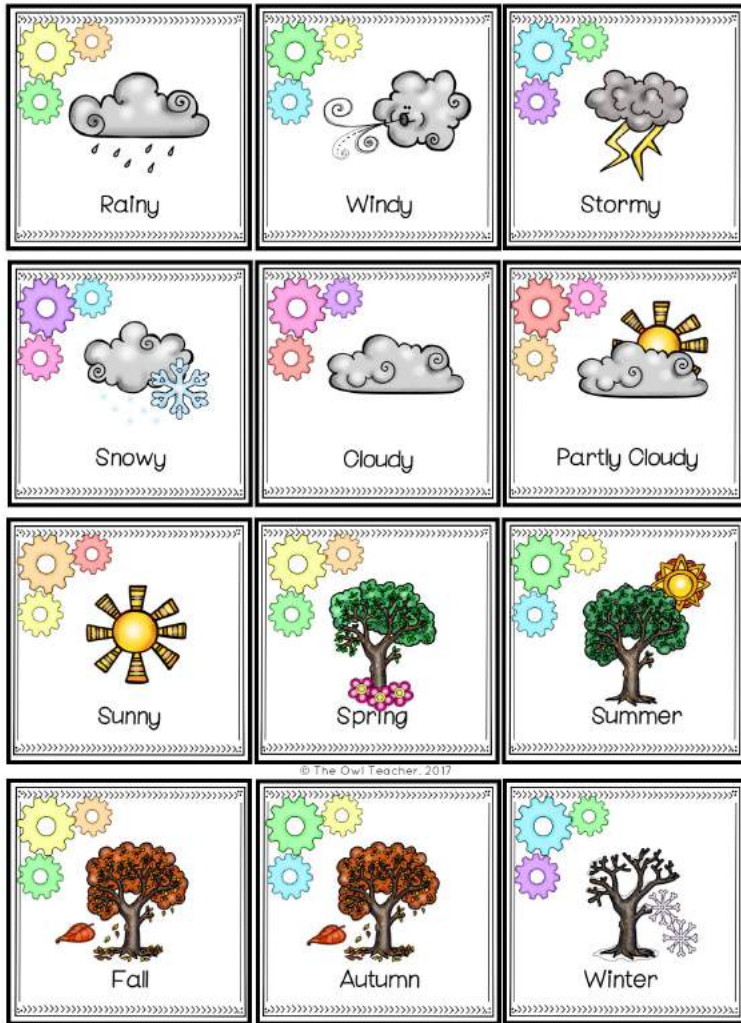 Rainy
Windy
Stormy
Snowy
Cloudy
Partly Cloudy
Sunny
Spring
Summer
© The Owl Teacher, 2017
Fall
Autumn
Winter